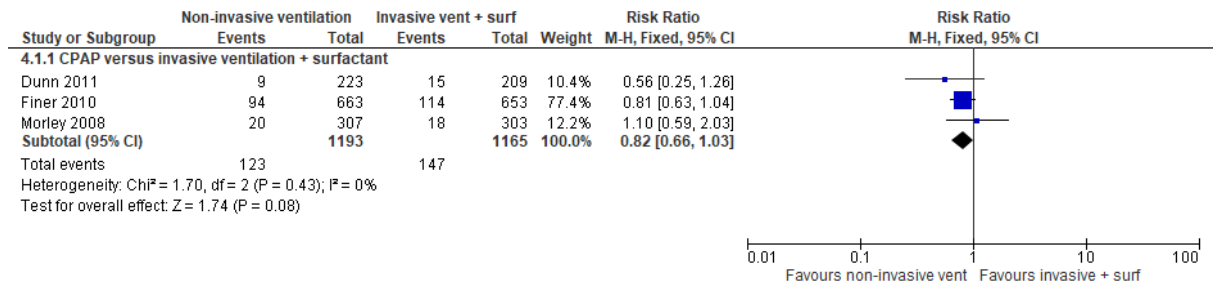 Non-invasive ventilation Invasive vent + surf Risk Ratio Risk Ratio
Study or Subgroup Events Total Events Total Weight M-H, Fixed, 95% CI M-H, Fixed, 95% CI
4.1.1 CPAP versus invasive ventilation + surfactant
Dunn 2011 9 223 15 209 10.4% 0.56 [0.25, 1.26]
Finer 2010 94 663 114 653 77.4% 0.81 [0.63, 1.04]
Morley 2008 20 307 18 303 12.2% 1.10 [0.59, 2.03]
Subtotal (95% CI) 1193 1165 100.0% 0.82 [0.66, 1.03]
Total events 123 147
Heterogeneity: Chi² = 1.70, df = 2 (P = 0.43); I² = 0%
Test for overall effect: Z = 1.74 (P = 0.08)
0.01 0.1 1 10 100
Favours non-invasive vent Favours invasive + surf